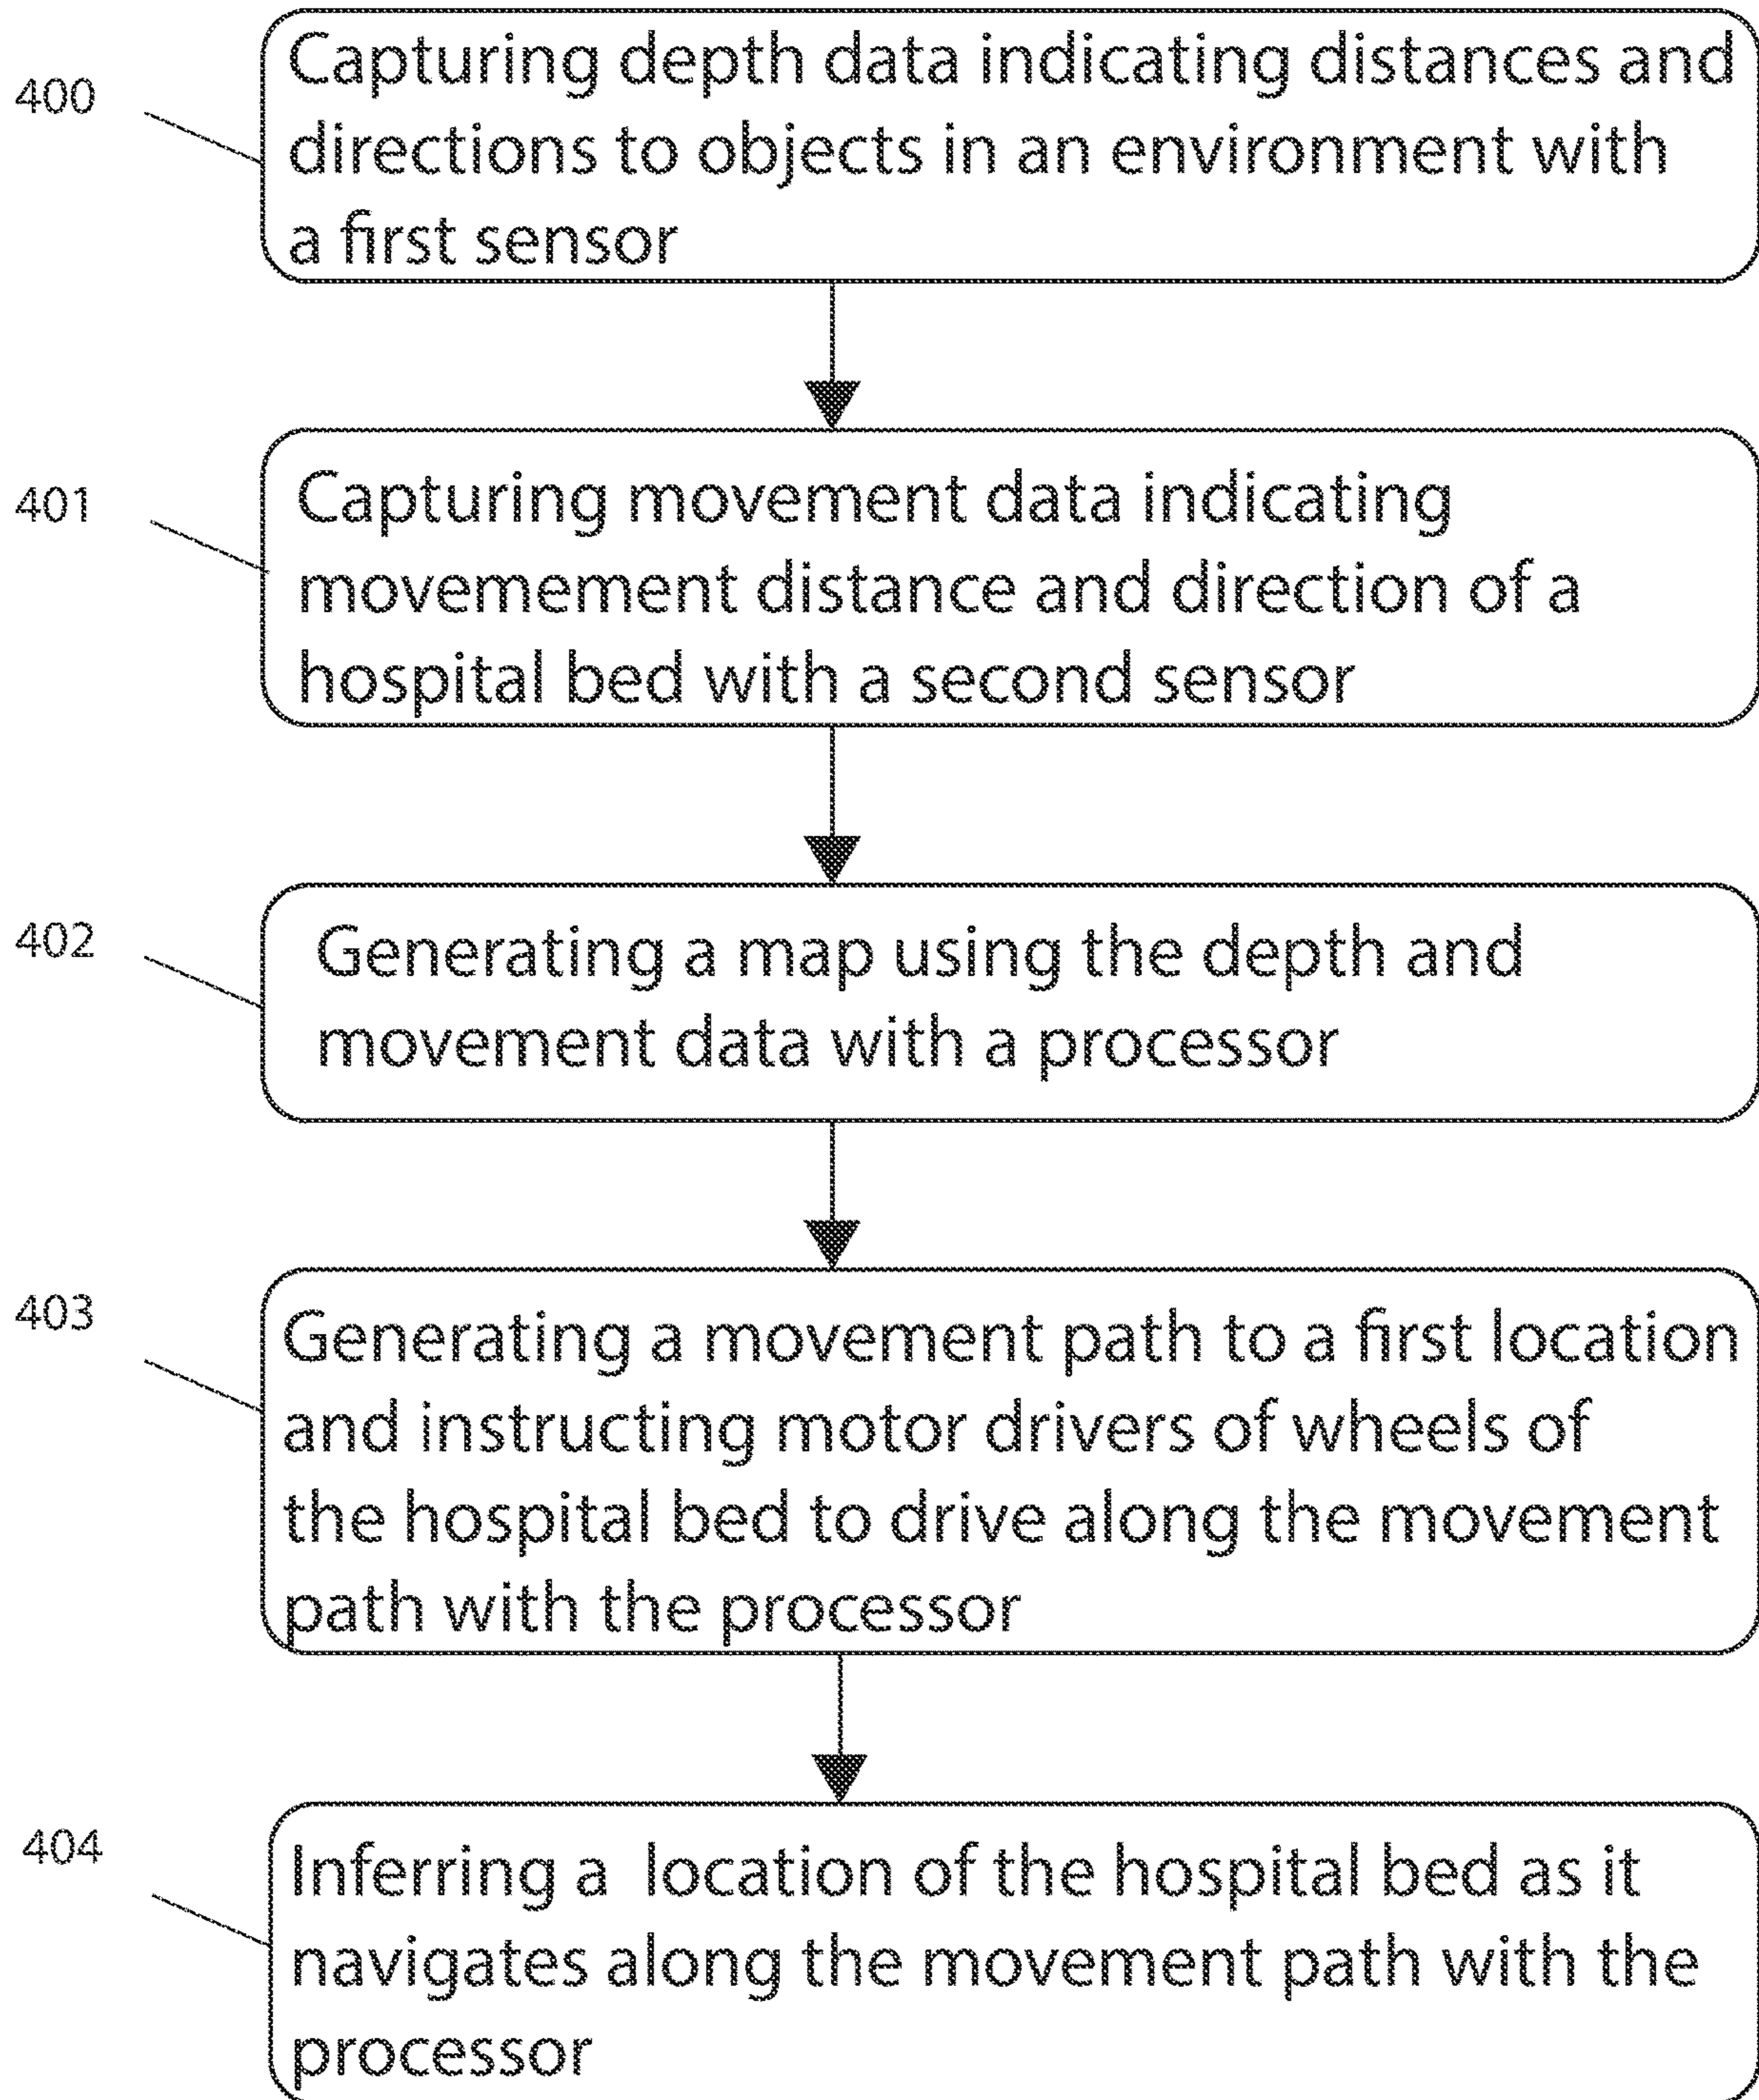 400
Capturing depth data indicating distances and
directions to objects in an environment with
a first sensor
401
Capturing movement data indicating
movemement distance and direction of a
hospital bed with a second sensor
402
Generating a map using the depth and
movement data with a processor
403
Generating a movement path to a first location
and instructing motor drivers of wheels of
the hospital bed to drive along the movement
path with the processor
404
Inferring a location of the hospital bed as it
navigates along the movement path with the
processor